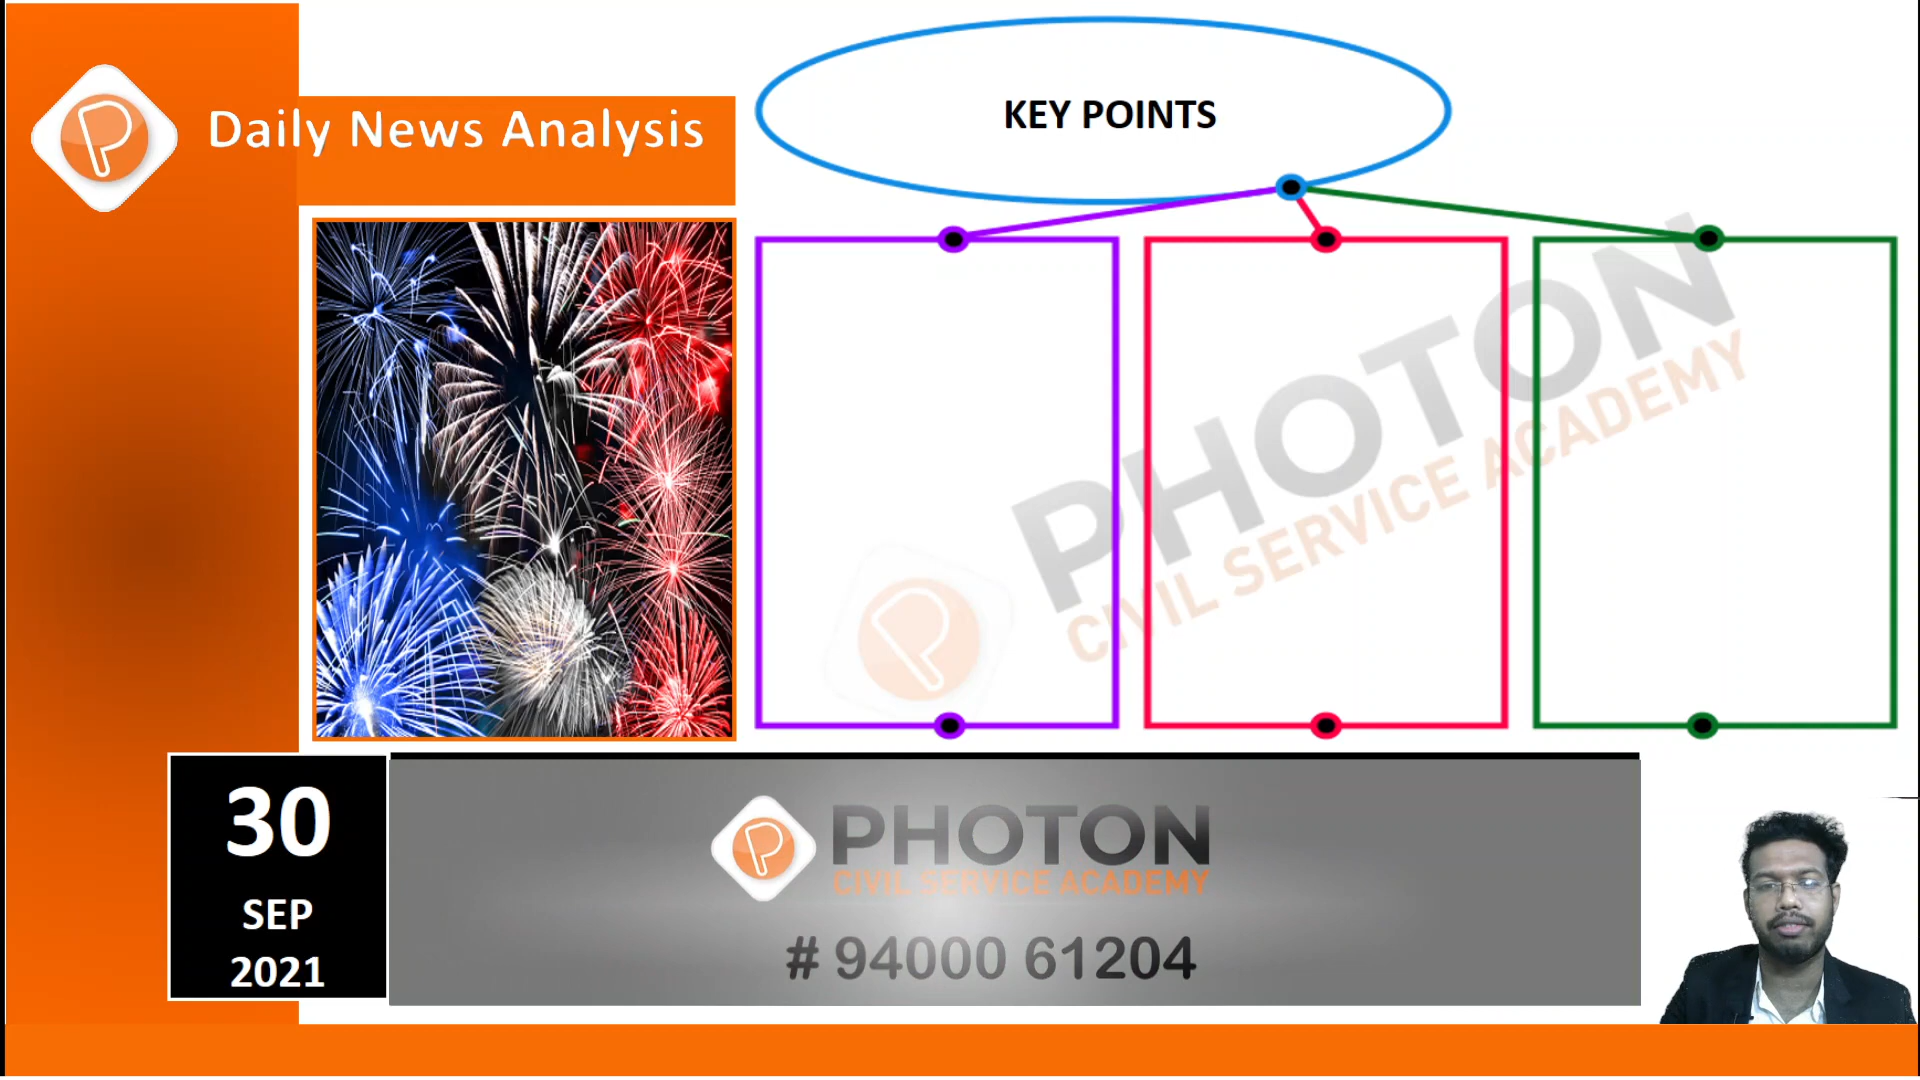 Daily News Analysis
KEY POINTS
PHOTON
CIVIL SERVICE ACADEMY
30
SEP
2021
PHOTON
CIVIL SERVICE ACADEMY
# 94000 61204